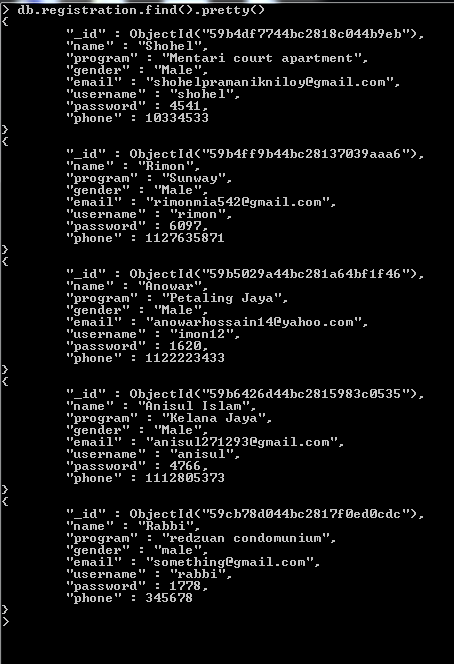 > db.registration.find().pretty()
{
"_id" : ObjectId("59b4df7744bc2818c044b9eb"),
"name" : "Shohel",
"program" : "Mentari court apartment",
"gender" : "Male",
"email" : "shohelpramanikniloy@gmail.com",
"username" : "shohel",
"password" : 4541,
"phone" : 10334533
}
{
"_id" : ObjectId("59b4ff9b44bc28137039aaa6"),
"name" : "Rimon",
"program" : "Sunway",
"gender" : "Male",
"email" : "rimonmia542@gmail.com",
"username" : "rimon",
"password" : 6097,
"phone" : 1127635871
}
{
"_id" : ObjectId("59b5029a44bc281a64bf1f46"),
"name" : "Anowar",
"program" : "Petaling Jaya",
"gender" : "Male",
"email" : "anowarhossain14@yahoo.com",
"username" : "imon12",
"password" : 1620,
"phone" : 1122223433
}
{
"_id" : ObjectId("59b6426d44bc2815983c0535"),
"name" : "Anisul Islam",
"program" : "Kelana Jaya",
"gender" : "Male",
"email" : "anisul271293@gmail.com",
"username" : "anisul",
"password" : 4766,
"phone" : 1112805373
}
{
"_id" : ObjectId("59cb78d044bc2817f0ed0cdc"),
"name" : "Rabbi",
"program" : "redzuan condomunium",
"gender" : "male",
"email" : "something@gmail.com",
"username" : "rabbi",
"password" : 1778,
"phone" : 345678
}
>